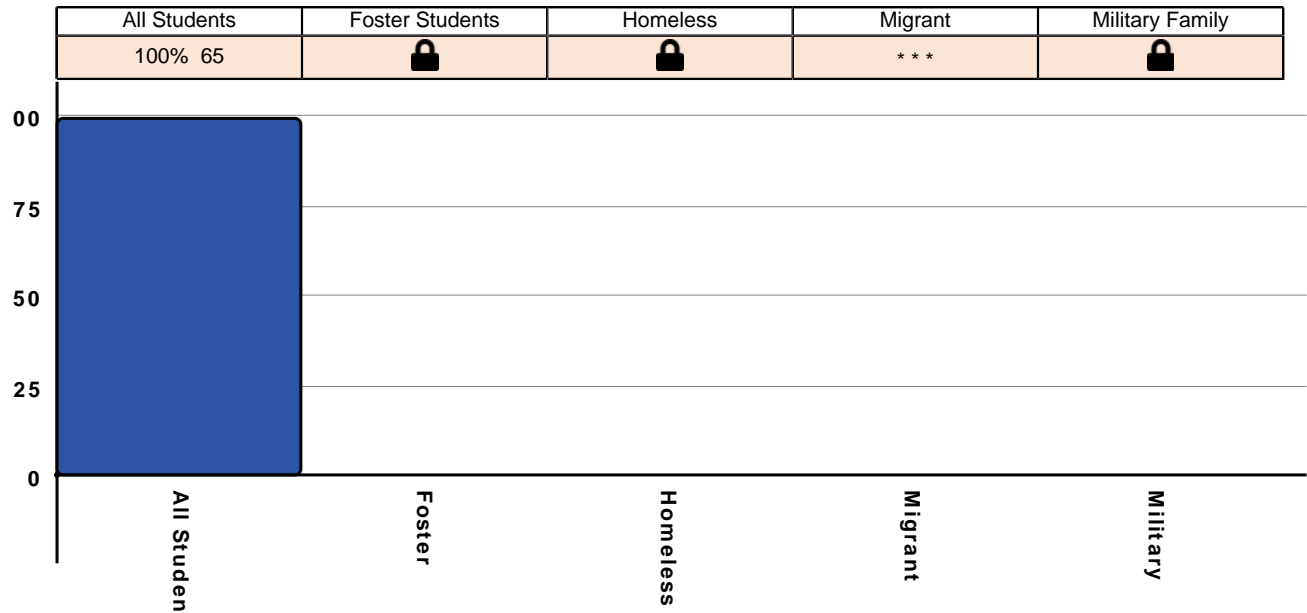 All Students Foster Students Homeless Migrant Military Family
100% 65 * * *
00
75
50
25
0
All Studen
Foster
Homeless
Migrant
Military